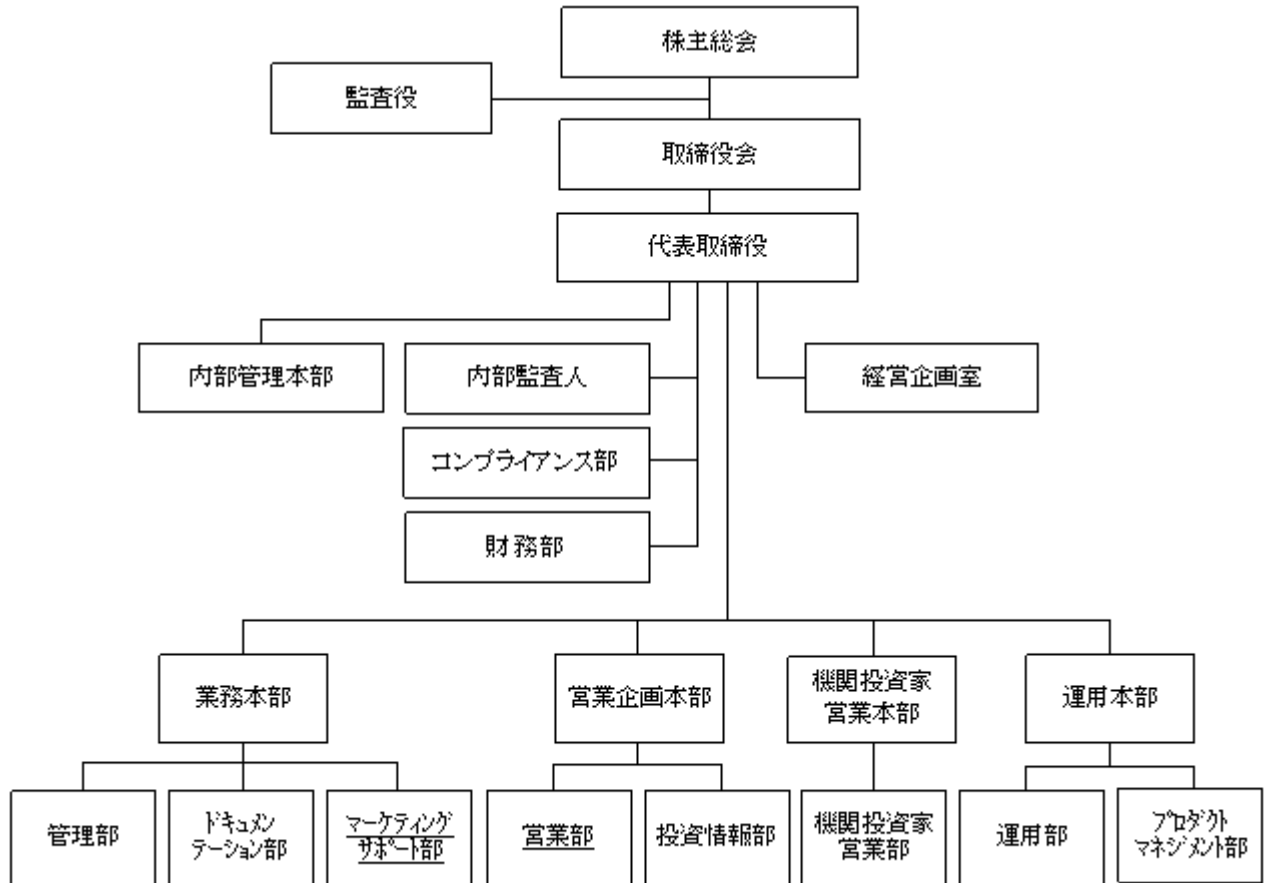 株主総会
監査役
取締役会
代表取締役
内部管理本部
内部監査人
経営企画室
コンプライアンス部
財務部
業務本部
営業企画本部
機関投資家
営業本部
運用本部
管理部
ドキュメン
テーション部
マーケティング
サポート部
営業部
投資情報部
機関投資家
営業部
運用部
プロダクト
マネジメント部